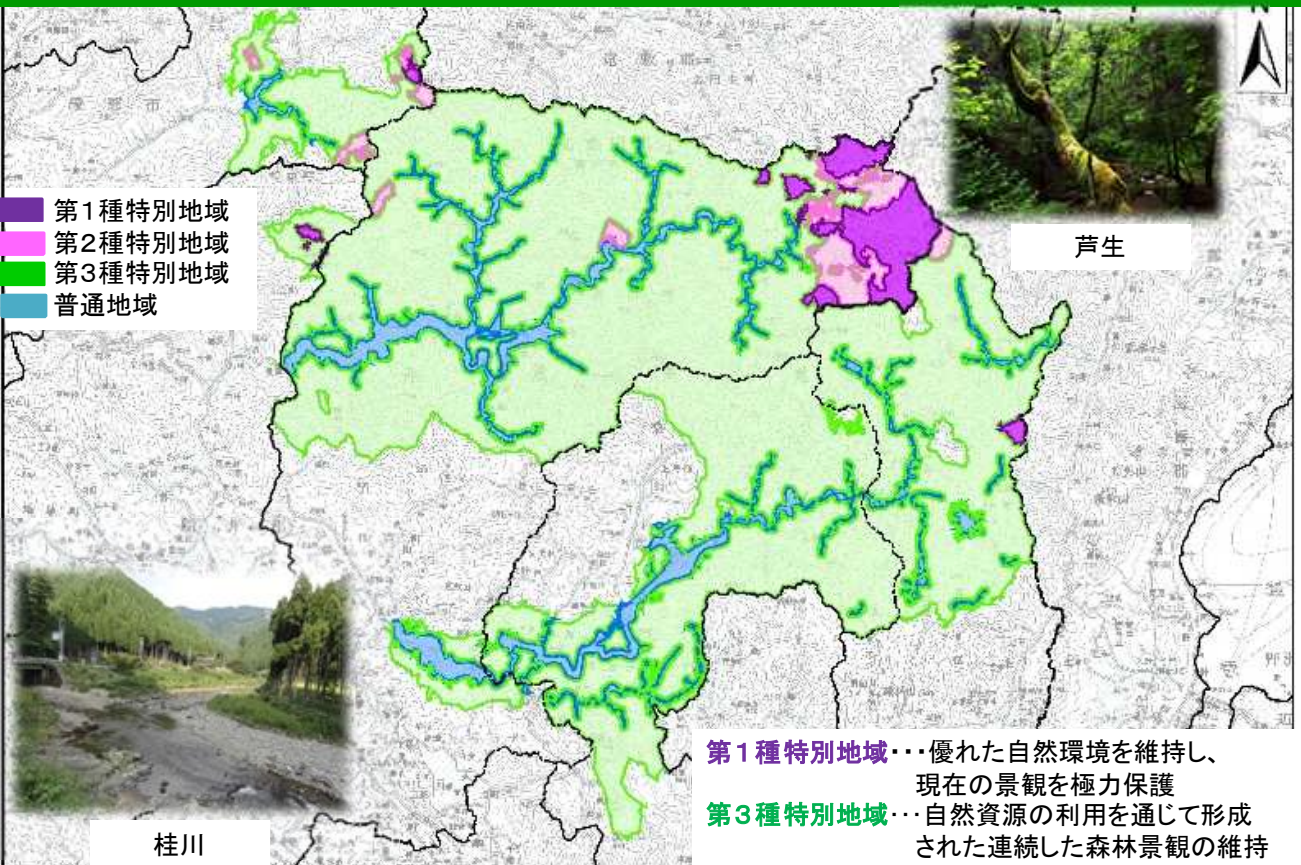 N
第1種特別地域
第2種特別地域
第3種特別地域
普通地域
芦生
桂川
第1種特別地域・・・優れた自然環境を維持し、
現在の景観を極力保護
第3種特別地域・・・自然資源の利用を通じて形成
された連続した森林景観の維持